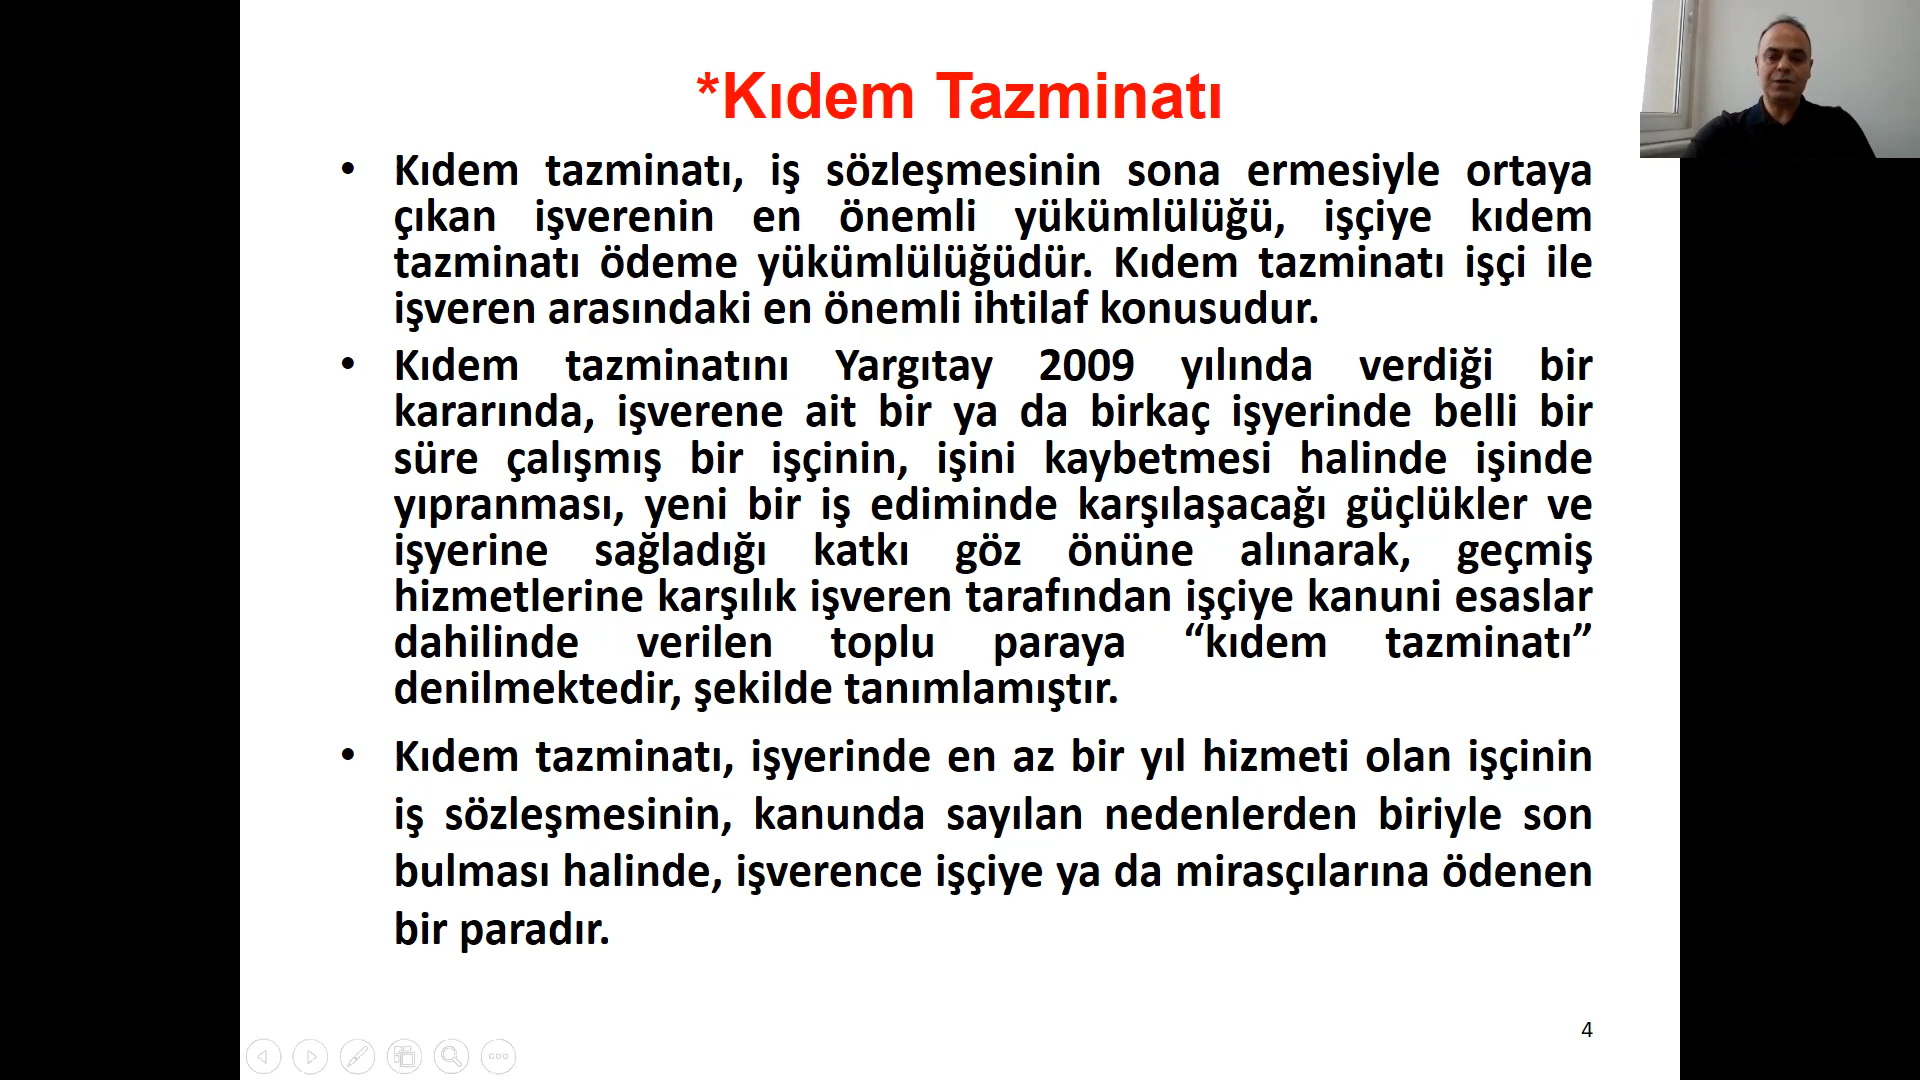 *Kıdem Tazminatı
• Kıdem tazminatı, iş sözleşmesinin sona ermesiyle ortaya
çıkan işverenin en önemli yükümlülüğü, işçiye kıdem
tazminatı ödeme yükümlülüğüdür. Kıdem tazminatı işçi ile
işveren arasındaki en önemli ihtilaf konusudur.
• Kıdem tazminatını Yargıtay 2009 yılında verdiği bir
kararında, işverene ait bir ya da birkaç işyerinde belli bir
süre çalışmış bir işçinin, işini kaybetmesi halinde işinde
yıpranması, yeni bir iş ediminde karşılaşacağı güçlükler ve
işyerine sağladığı katkı göz önüne alınarak, geçmiş
hizmetlerine karşılık işveren tarafından işçiye kanuni esaslar
dahilinde verilen toplu paraya “kıdem tazminatı”
denilmektedir, şekilde tanımlamıştır.
• Kıdem tazminatı, işyerinde en az bir yıl hizmeti olan işçinin
iş sözleşmesinin, kanunda sayılan nedenlerden biriyle son
bulması halinde, işverence işçiye ya da mirasçılarına ödenen
bir paradır.
4